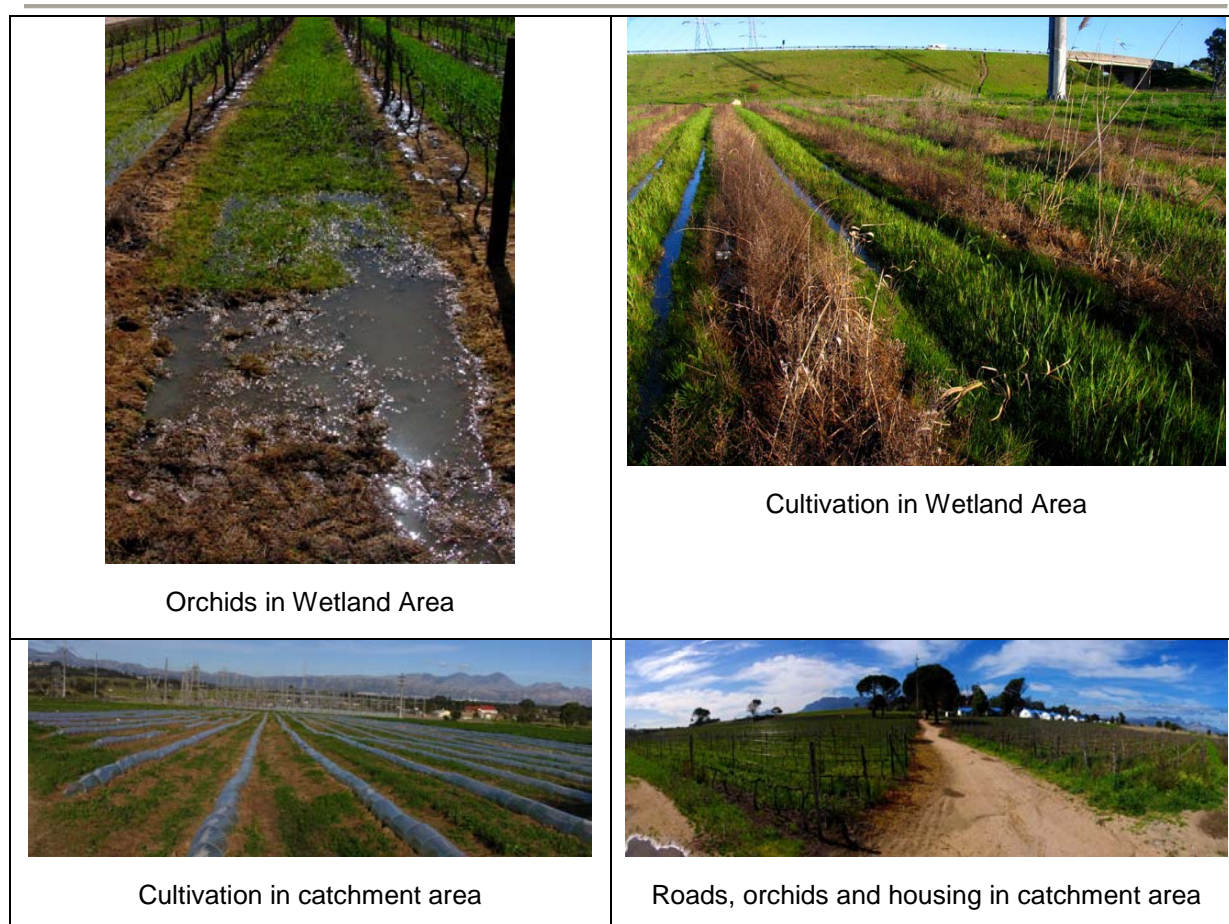 Orchids in Wetland Area
Cultivation in Wetland Area
Cultivation in catchment area
Roads, orchids and housing in catchment area